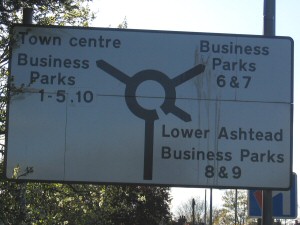 Town centre
Business
Parks
1-5.10
Business
Parks
6 & 7
Lower Ashtead
Business Parks
8 & 9